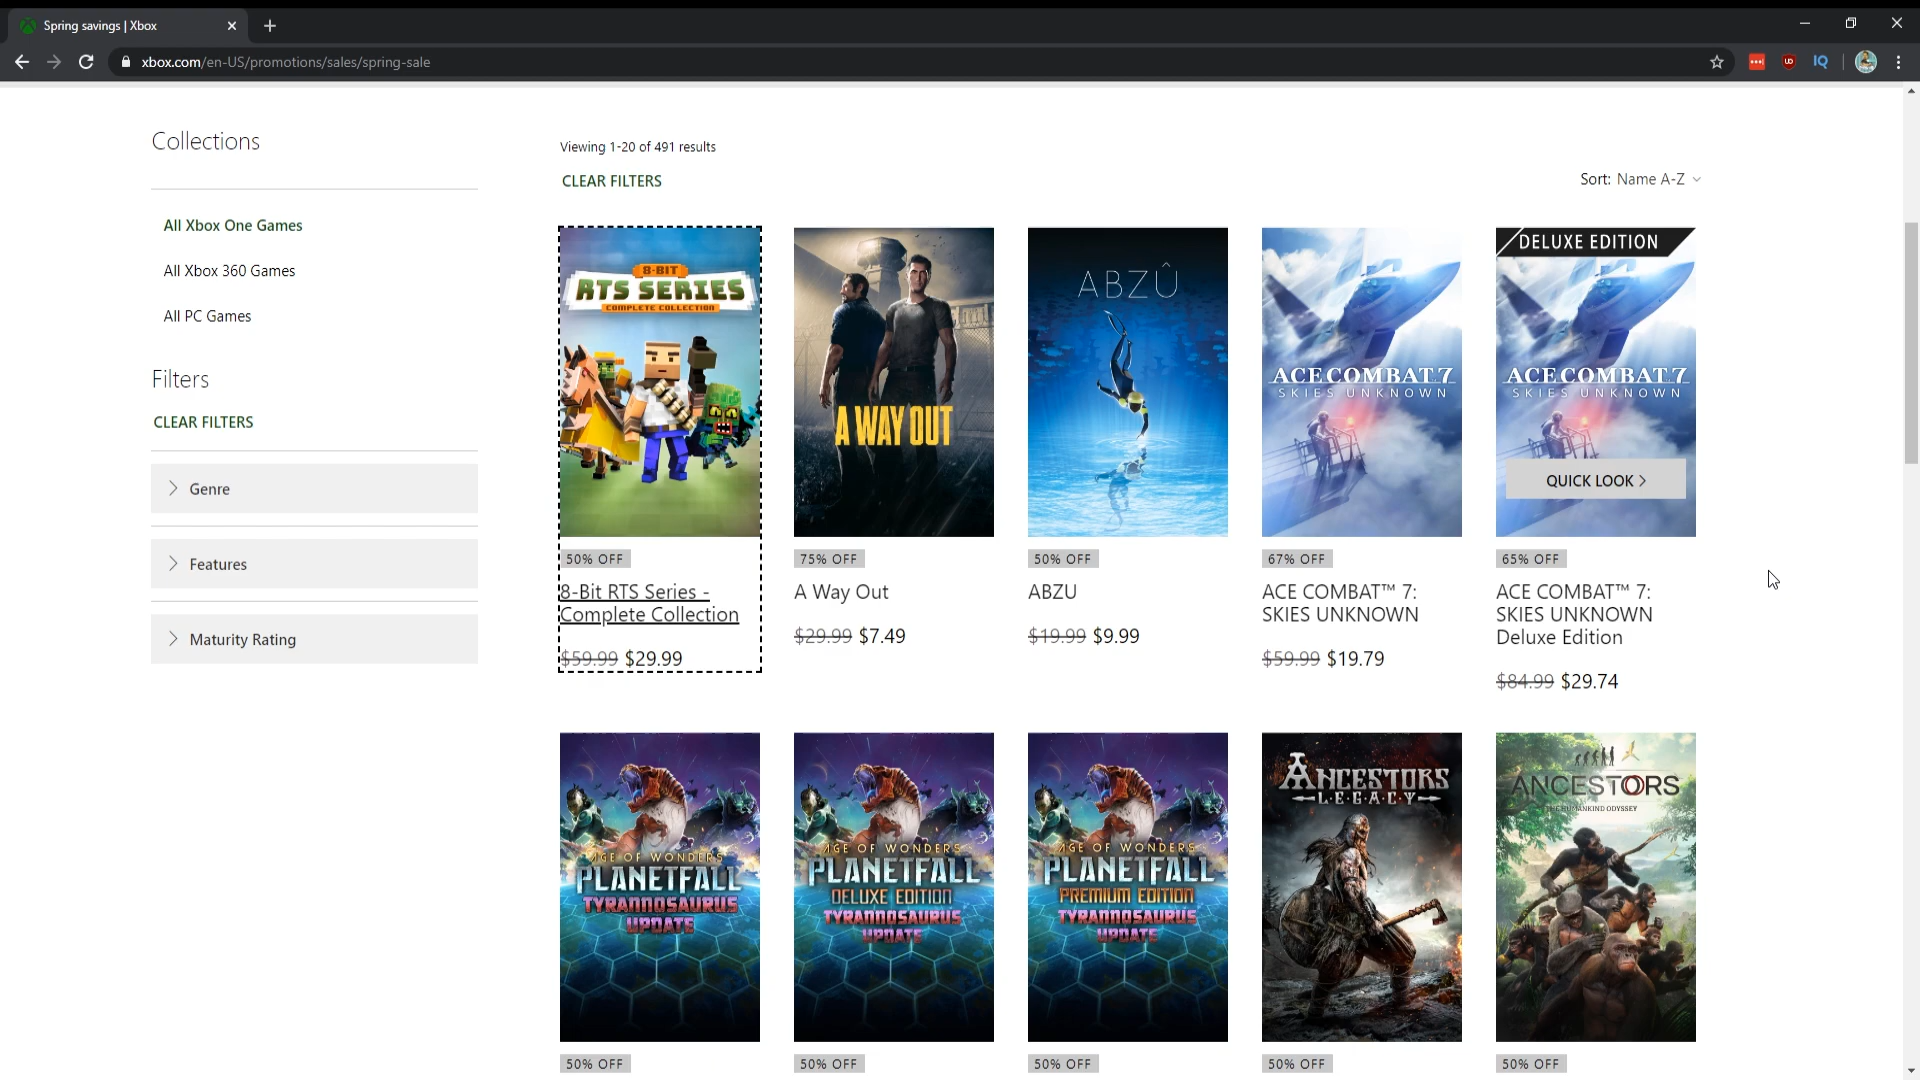 Spring savings | Xbox
xbox.com/en-US/promotions/sales/spring-sale
IQ
Collections
All Xbox One Games
All Xbox 360 Games
All PC Games
Filters
CLEAR FILTERS
Genre
Features
Maturity Rating
Viewing 1-20 of 491 results
CLEAR FILTERS
Sort: Name A-Z
8-BIT
RTS SERIES
COMPLETE COLLECTION
50% OFF
8-Bit RTS Series -
Complete Collection
$59.99 $29.99
A WAY OUT
75% OFF
A Way Out
$29.99 $7.49
ABZÛ
50% OFF
ABZU
$19.99 $9.99
ACE COMBAT 7
SKIES UNKNOWN
67% OFF
ACE COMBAT™ 7:
SKIES UNKNOWN
$59.99 $19.79
DELUXE EDITION
ACE COMBAT 7
SKIES UNKNOWN
QUICK LOOK
65% OFF
ACE COMBAT™ 7:
SKIES UNKNOWN
Deluxe Edition
$84.99 $29.74
AGE OF WONDERS
PLANETFALL
TYRANNOSAURUS
UPDATE
50% OFF
AGE OF WONDERS
PLANETFALL
DELUXE EDITION
TYRANNOSAURUS
UPDATE
50% OFF
AGE OF WONDERS
PLANETFALL
PREMIUM EDITION
TYRANNOSAURUS
UPDATE
50% OFF
ANCESTORS
LEGACY
50% OFF
ANCESTORS
THE HUMANKIND ODYSSEY
50% OFF